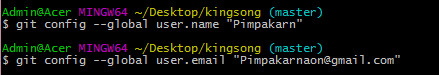 Admin@Acer MINGW64 ~/Desktop/kingsong (master)
$ git config --global user.name "Pimpakarn"
Admin@Acer MINGW64 ~/Desktop/kingsong (master)
$ git config --global user.email "Pimpakarnaon@gmail.com"